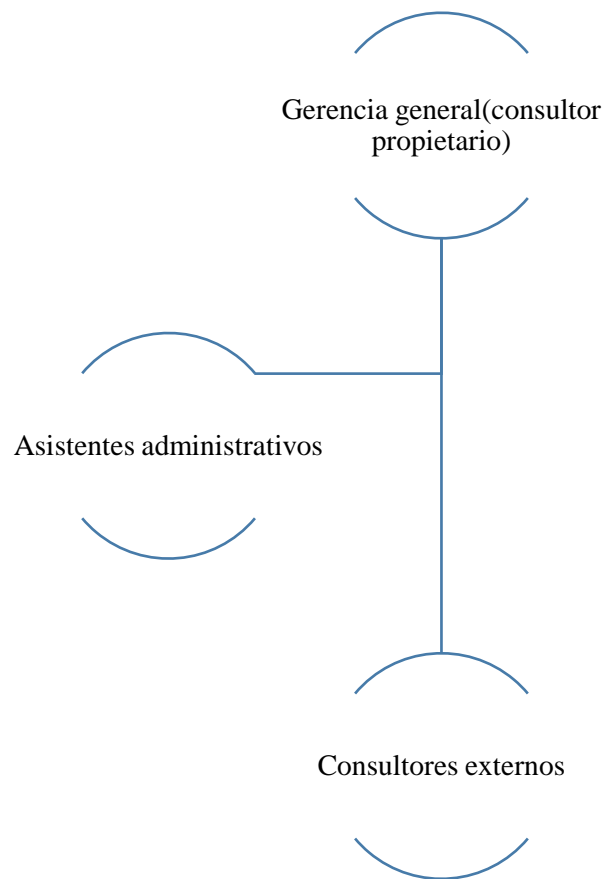 Gerencia general(consultor
propietario)
Asistentes administrativos
Consultores externos